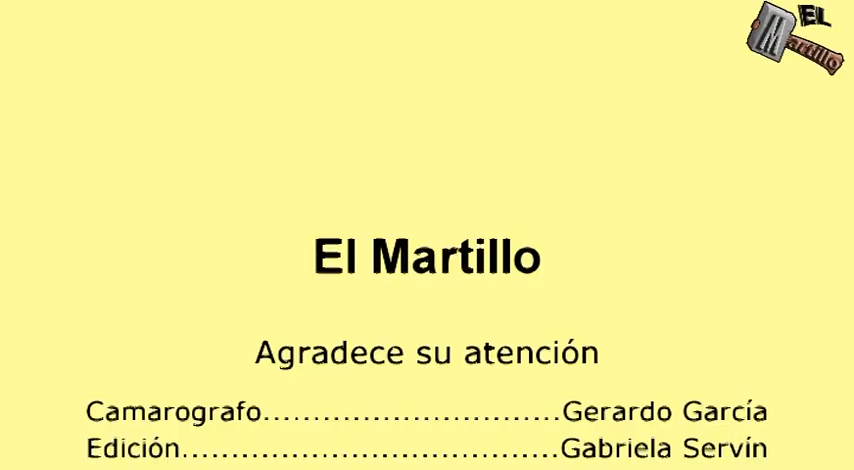 EL
Martillo
El Martillo
Agradece su atención
Camarografo..............................Gerardo García
Edición......................................Gabriela Servín